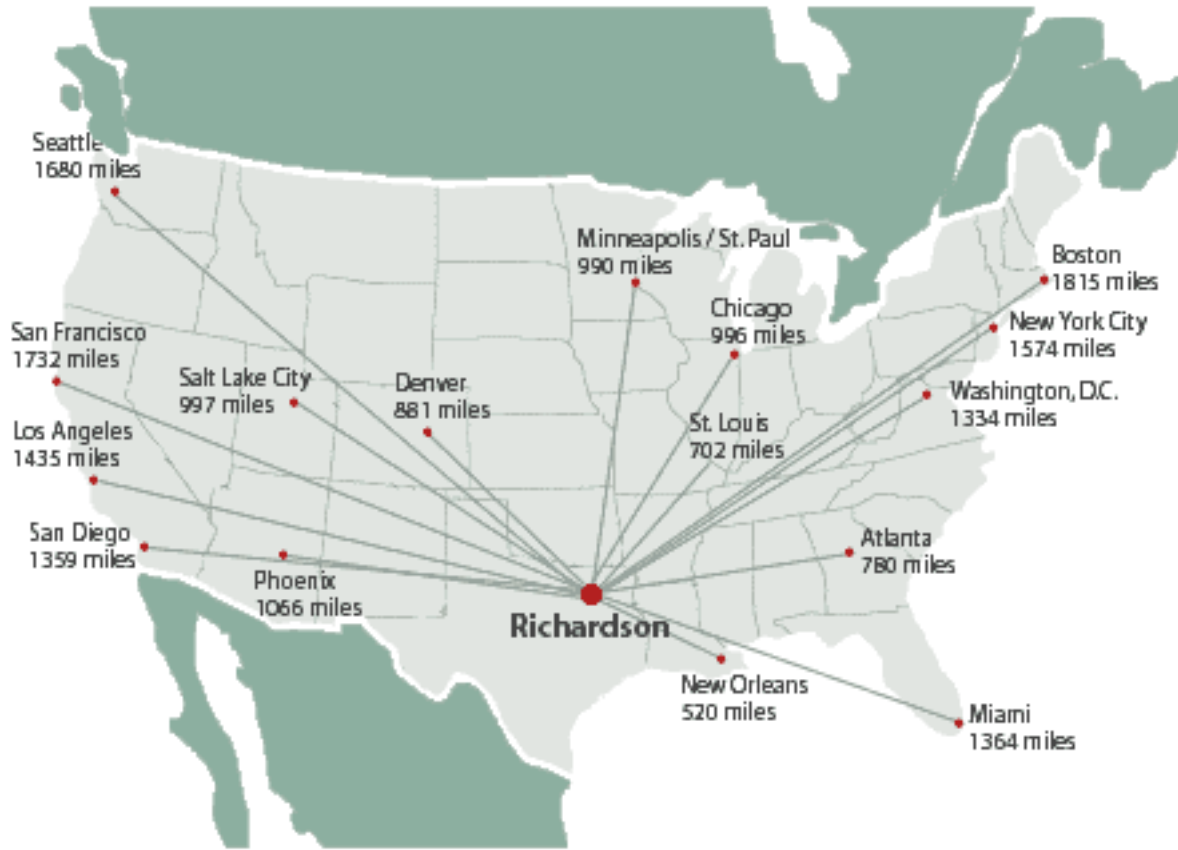 Seattle
1680 miles
Minneapolis / St. Paul
990 miles
Boston
1815 miles
Chicago
996 miles
New York City
1574 miles
San Francisco
1732 miles
Salt Lake City
997 miles
Denver
881 miles
Washington, D.C.
1334 miles
Los Angeles
1435 miles
St. Louis
702 miles
San Diego
1359 miles
Phoenix
1066 miles
Atlanta
780 miles
Richardson
New Orleans
520 miles
Miami
1364 miles